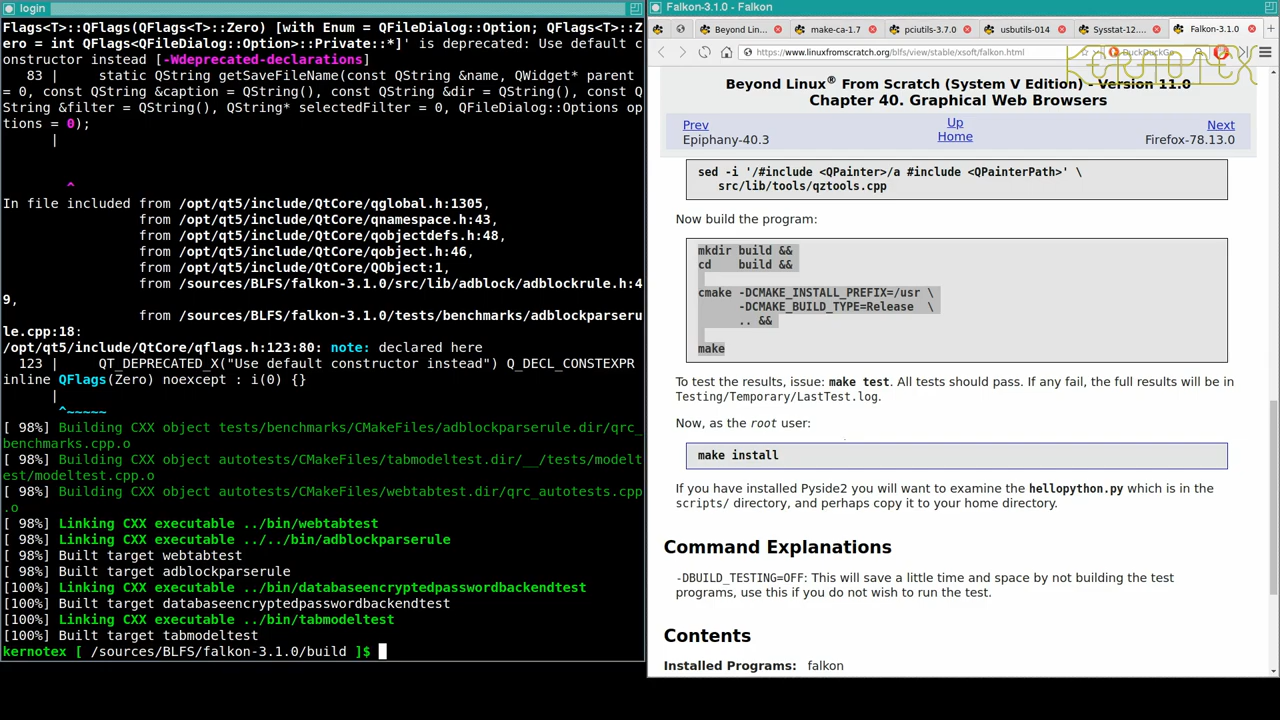 login
Flags<T>::QFlags(QFlags<T>::Zero) [with Enum = QFileDialog::Option; QFlags<T>::Z
ero = int QFlags<QFileDialog::Option>::Private::*]' is deprecated: Use default c
onstructor instead [-Wdeprecated-declarations]
83 |     static QString getSaveFileName(const QString &name, QWidget* parent
= 0, const QString &caption = QString(), const QString &dir = QString(), const Q
String &filter = QString(), QString* selectedFilter = 0, QFileDialog::Options op
tions = 0);
|
^
In file included from /opt/qt5/include/QtCore/qglobal.h:1305,
from /opt/qt5/include/QtCore/qnamespace.h:43,
from /opt/qt5/include/QtCore/qobjectdefs.h:48,
from /opt/qt5/include/QtCore/qobject.h:46,
from /opt/qt5/include/QtCore/QObject:1,
from /sources/BLFS/falkon-3.1.0/src/lib/adblock/adblockrule.h:4
9,
from /sources/BLFS/falkon-3.1.0/tests/benchmarks/adblockparseru
le.cpp:18:
/opt/qt5/include/QtCore/qflags.h:123:80: note: declared here
123 |     QT_DEPRECATED_X("Use default constructor instead") Q_DECL_CONSTEXPR
inline QFlags(Zero) noexcept : i(0) {}
|
^~~~~~
[ 98%] Building CXX object tests/benchmarks/CMakeFiles/adblockparserule.dir/qrc_
benchmarks.cpp.o
[ 98%] Building CXX object autotests/CMakeFiles/tabmodeltest.dir/__/tests/modelt
est/modeltest.cpp.o
[ 98%] Building CXX object autotests/CMakeFiles/webtabtest.dir/qrc_autotests.cpp
.o
[ 98%] Linking CXX executable ../bin/webtabtest
[ 98%] Linking CXX executable ../../bin/adblockparserule
[ 98%] Built target webtabtest
[ 98%] Built target adblockparserule
[100%] Linking CXX executable ../bin/databaseencryptedpasswordbackendtest
[100%] Built target databaseencryptedpasswordbackendtest
[100%] Linking CXX executable ../bin/tabmodeltest
[100%] Built target tabmodeltest
kernotex [ /sources/BLFS/falkon-3.1.0/build ]$
Falkon-3.1.0 - Falkon
Beyond Lin... make-ca-1.7 pciutils-3.7.0 usbutils-014 Sysstat-12.... Falkon-3.1.0
https://www.linuxfromscratch.org/blfs/view/stable/xsoft/falkon.html DuckDuckGo
KERNOTEX
Beyond Linux® From Scratch (System V Edition) - Version 11.0
Chapter 40. Graphical Web Browsers
Prev Up Next
Epiphany-40.3 Home Firefox-78.13.0
sed -i '/#include <QPainter>/a #include <QPainterPath>' \
src/lib/tools/qztools.cpp
Now build the program:
mkdir build &&
cd    build &&
cmake -DCMAKE_INSTALL_PREFIX=/usr \
-DCMAKE_BUILD_TYPE=Release  \
.. &&
make
To test the results, issue: make test. All tests should pass. If any fail, the full results will be in
Testing/Temporary/LastTest.log.
Now, as the root user:
make install
If you have installed Pyside2 you will want to examine the hellopython.py which is in the
scripts/ directory, and perhaps copy it to your home directory.
Command Explanations
-DBUILD_TESTING=OFF: This will save a little time and space by not building the test
programs, use this if you do not wish to run the test.
Contents
Installed Programs: falkon